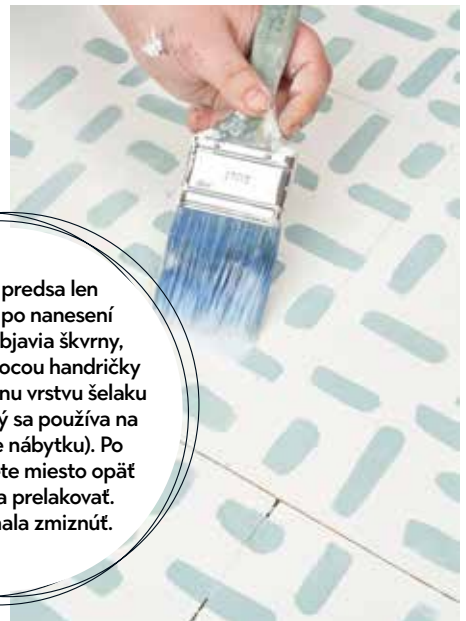 predsa len
po nanesení
bjavia škvrny,
ocou handričky
nu vrstvu šelaku
ý sa používa na
e nábytku). Po
te miesto opäť
a prelakovať.
nala zmiznúť.